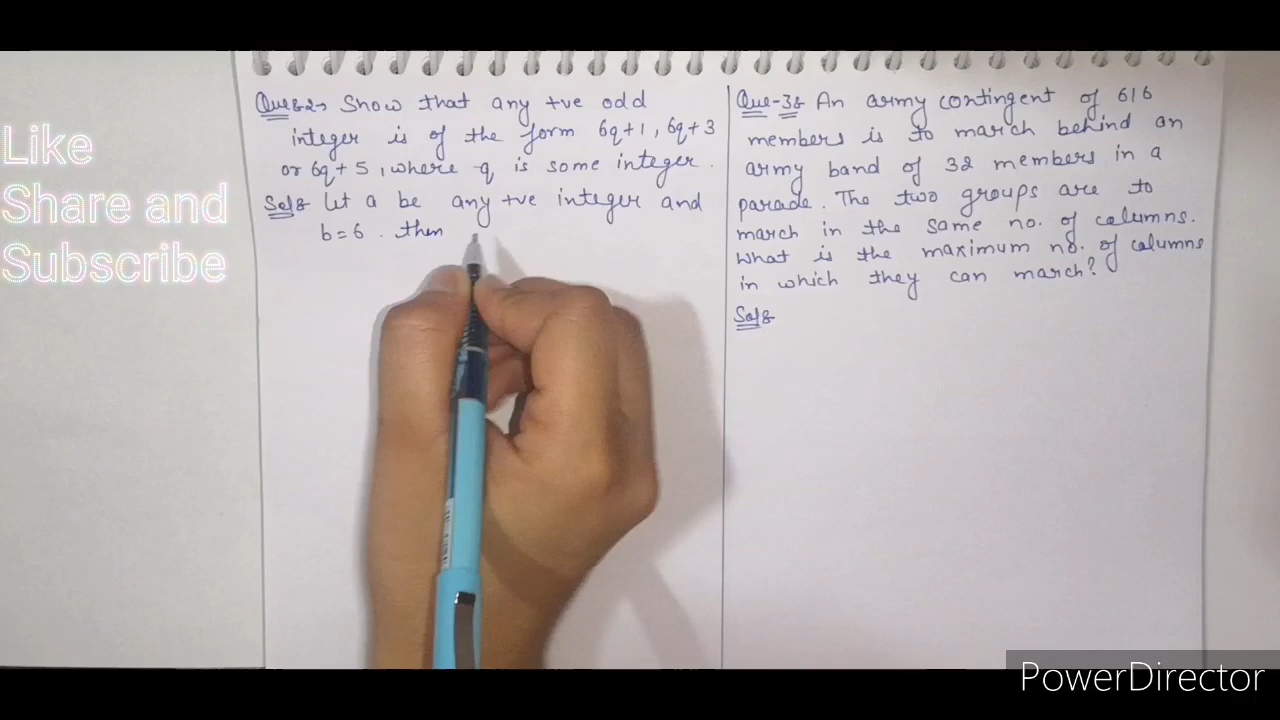 Like
Share and
Subscribe
Que:2→ Show that any +ve odd
integer is of the form 6q+1, 6q+3
or 6q+5, where q is some integer.
Sol:- Let a be any +ve integer and
b=6. then
Que-3:- An army contingent of 616
members is to march behind an
army band of 32 members in a
parade. The two groups are to
march in the same no. of columns.
What is the maximum no. of columns
in which they can march?
Sol:-
PowerDirector